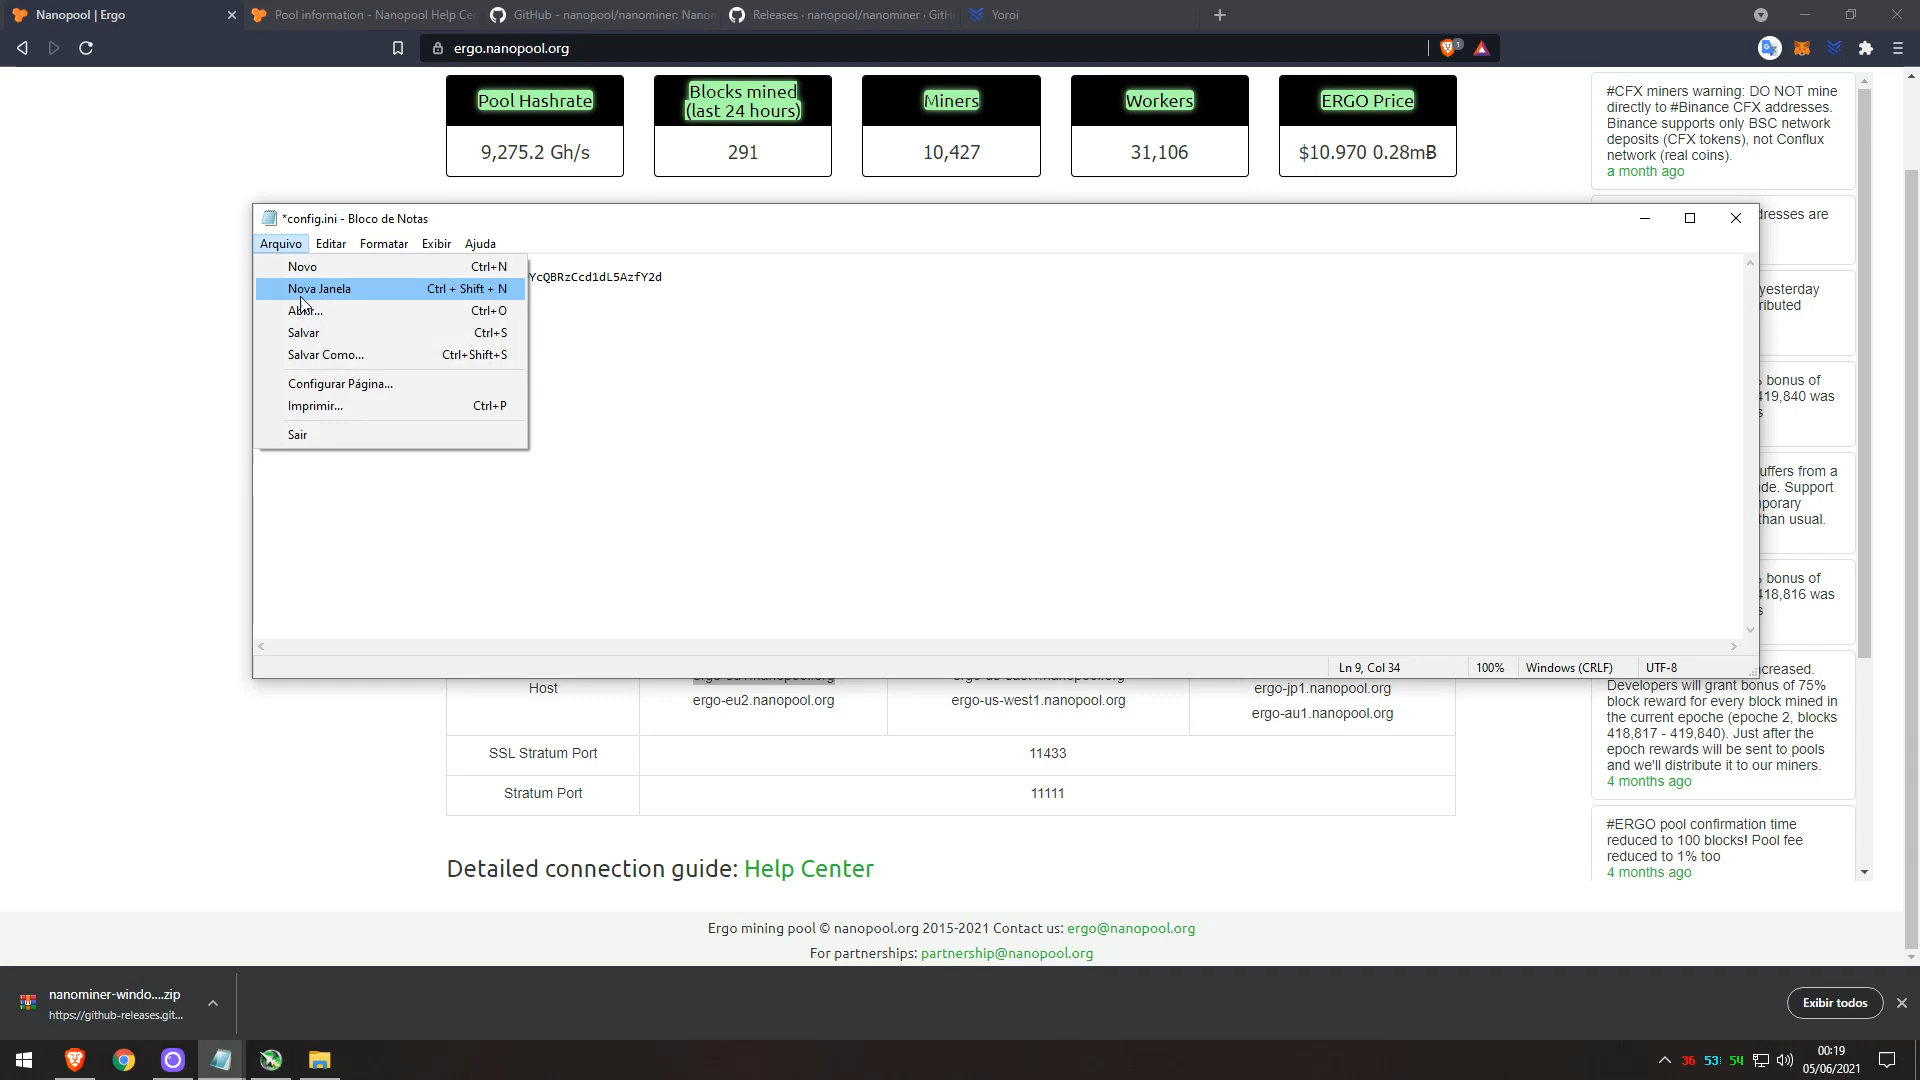 Nanopool | Ergo
Pool information - Nanopool Help Ce
GitHub - nanopool/nanominer: Nanon
Releases · nanopool/nanominer · GitH
Yoroi
ergo.nanopool.org
1
Pool Hashrate
9,275.2 Gh/s
Blocks mined
(last 24 hours)
291
Miners
10,427
Workers
31,106
ERGO Price
$10.970 0.28mɃ
#CFX miners warning: DO NOT mine
directly to #Binance CFX addresses.
Binance supports only BSC network
deposits (CFX tokens), not Conflux
network (real coins).
a month ago
*config.ini - Bloco de Notas
Arquivo
Editar
Formatar
Exibir
Ajuda
Novo Ctrl+N
Nova Janela Ctrl + Shift + N
Ctrl+O
Salvar Ctrl+S
Salvar Como... Ctrl+Shift+S
Configurar Página...
Imprimir... Ctrl+P
Sair
YcQBRzCcd1dL5AzfY2d
Ln 9, Col 34
100%
Windows (CRLF)
UTF-8
dresses are
yesterday
ributed
bonus of
419,840 was
s
uffers from a
de. Support
porary
than usual.
bonus of
418,816 was
s
creased.
Developers will grant bonus of 75%
block reward for every block mined in
the current epoche (epoche 2, blocks
418,817 - 419,840). Just after the
epoch rewards will be sent to pools
and we'll distribute it to our miners.
4 months ago
#ERGO pool confirmation time
reduced to 100 blocks! Pool fee
reduced to 1% too
4 months ago
Host
ergo-eu2.nanopool.org
ergo-us-west1.nanopool.org
ergo-jp1.nanopool.org
ergo-au1.nanopool.org
SSL Stratum Port
11433
Stratum Port
11111
Detailed connection guide: Help Center
Ergo mining pool © nanopool.org 2015-2021 Contact us: ergo@nanopool.org
For partnerships: partnership@nanopool.org
nanominer-windo....zip
https://github-releases.git...
Exibir todos
36 53 54
00:19
05/06/2021